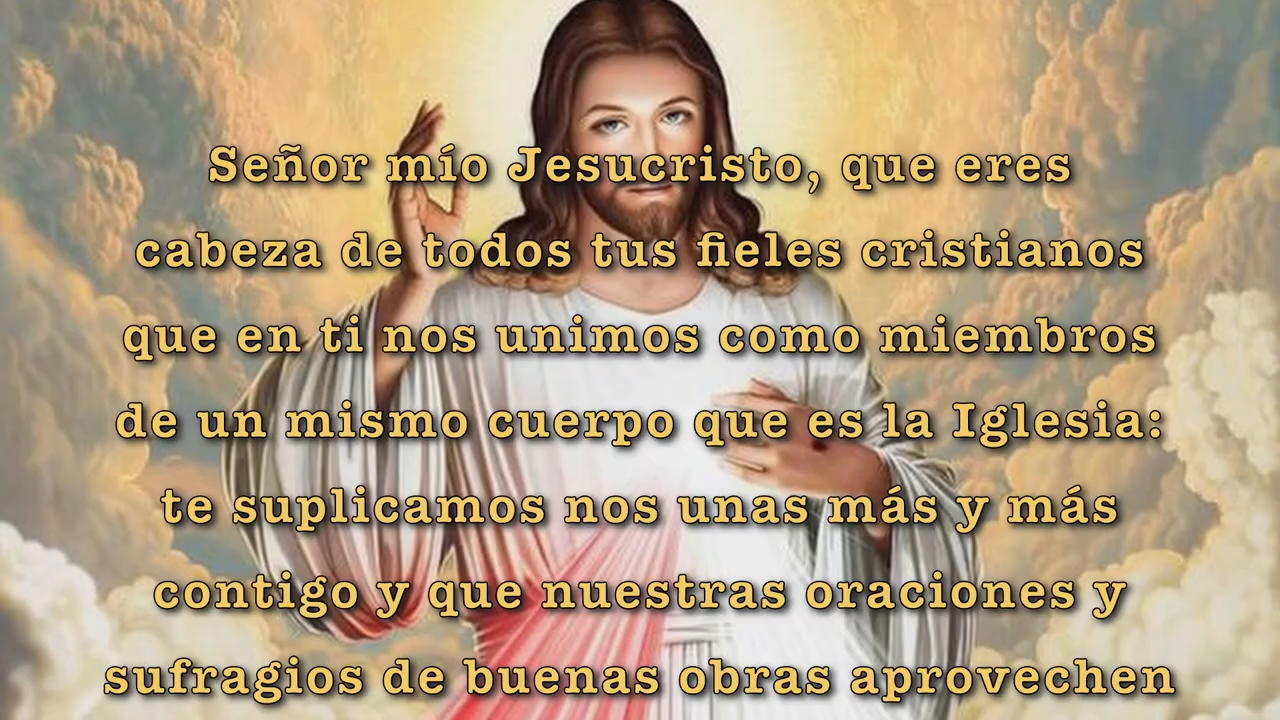 Señor mío Jesucristo, que eres
cabeza de todos tus fieles cristianos
que en ti nos unimos como miembros
de un mismo cuerpo que es la Iglesia:
te suplicamos nos unas más y más
contigo y que nuestras oraciones y
sufragios de buenas obras aprovechen